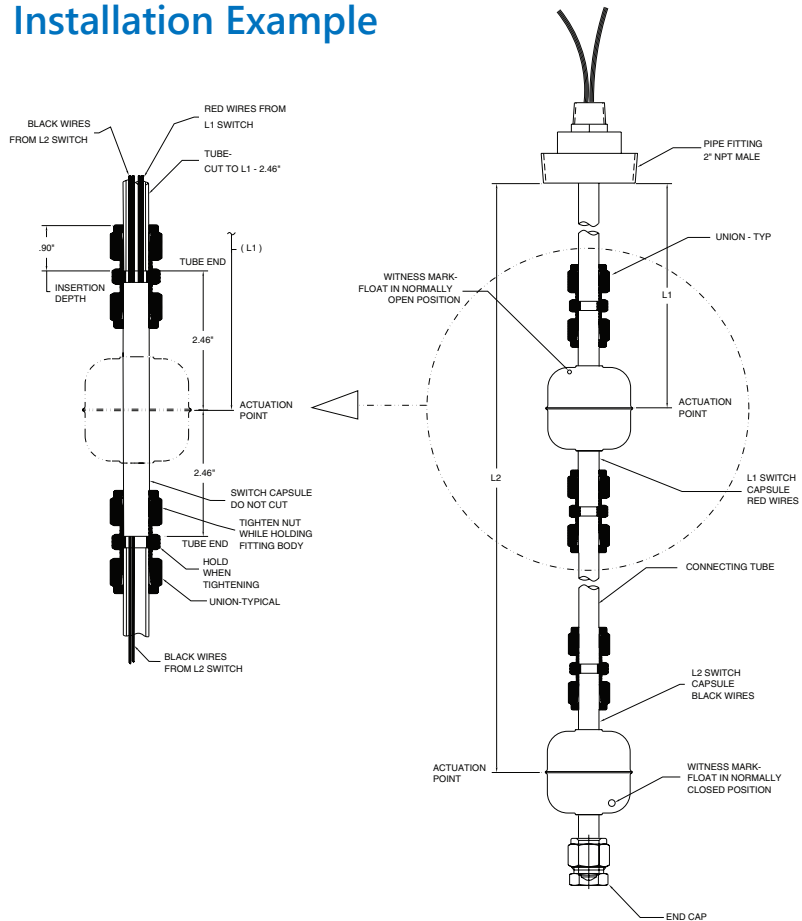 Installation Example
BLACK WIRES
FROM L2 SWITCH
RED WIRES FROM
L1 SWITCH
TUBE-
CUT TO L1 - 2.46"
.90"
TUBE END
( L1 )
INSERTION
DEPTH
2.46"
ACTUATION
POINT
2.46"
SWITCH CAPSULE
DO NOT CUT
TIGHTEN NUT
WHILE HOLDING
FITTING BODY
TUBE END
HOLD
WHEN
TIGHTENING
UNION-TYPICAL
BLACK WIRES
FROM L2 SWITCH
PIPE FITTING
2" NPT MALE
UNION - TYP
WITNESS MARK-
FLOAT IN NORMALLY
OPEN POSITION
L1
ACTUATION
POINT
L2
L1 SWITCH
CAPSULE
RED WIRES
CONNECTING TUBE
L2 SWITCH
CAPSULE
BLACK WIRES
ACTUATION
POINT
WITNESS MARK-
FLOAT IN NORMALLY
CLOSED POSITION
END CAP